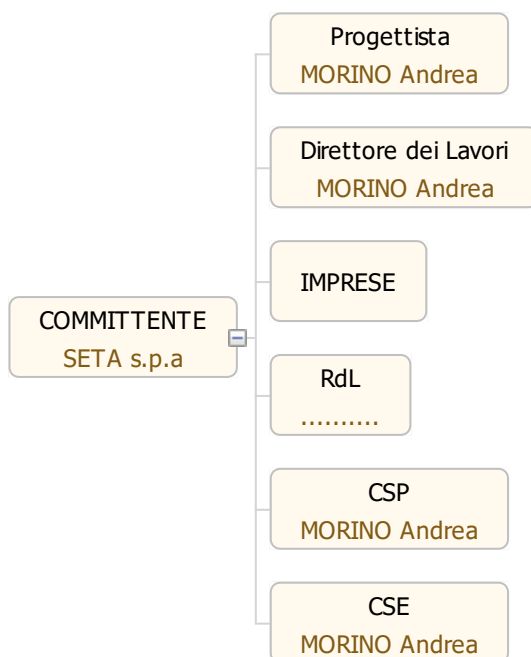 Progettista
MORINO Andrea
Direttore dei Lavori
MORINO Andrea
IMPRESE
COMMITTENTE
SETA s.p.a
RdL
..........
CSP
MORINO Andrea
CSE
MORINO Andrea